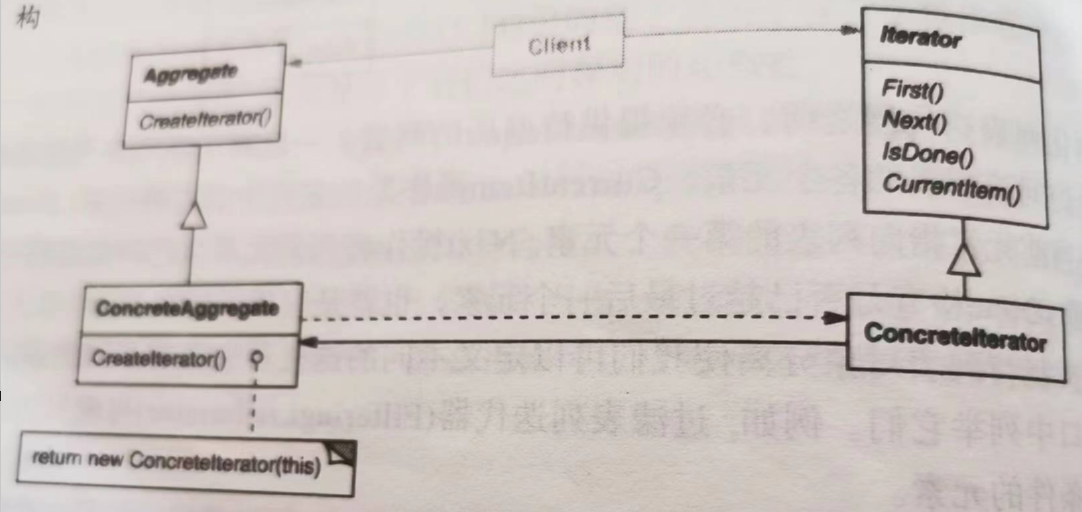 构
Client
Aggregate
CreateIterator()
Iterator
First()
Next()
IsDone()
CurrentItem()
ConcreteAggregate
CreateIterator()
ConcreteIterator
return new ConcreteIterator(this)